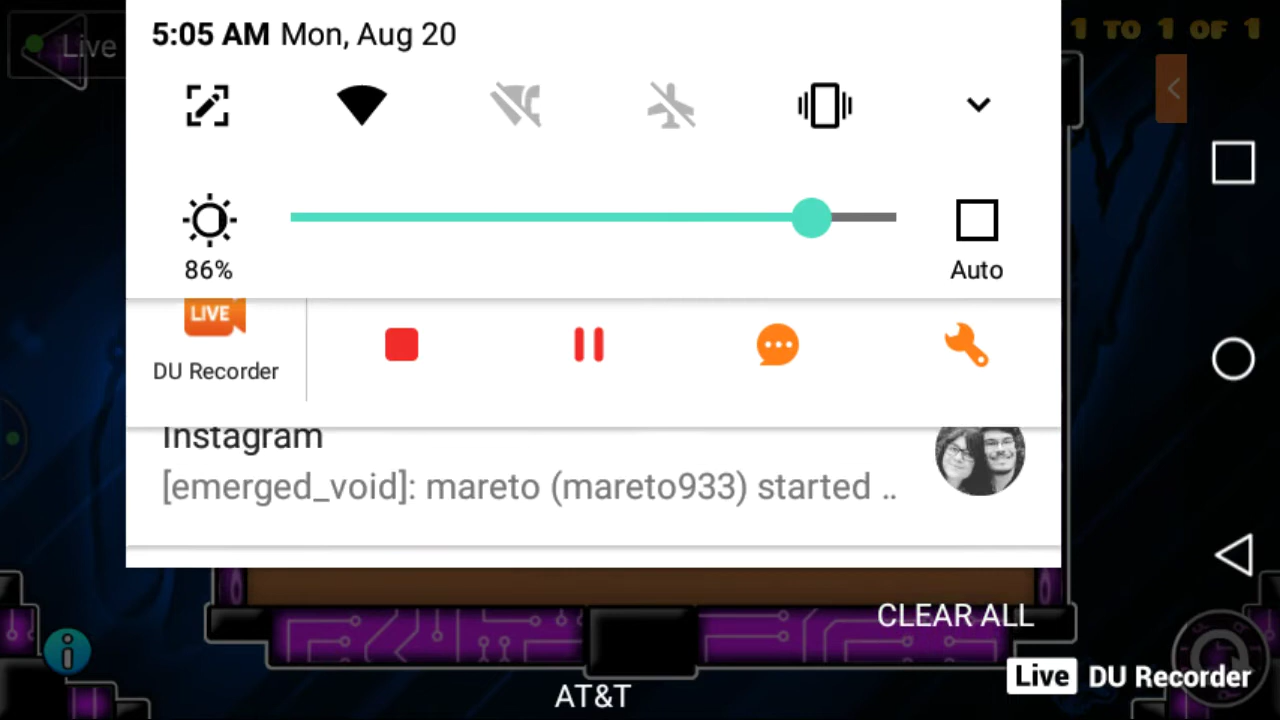 Live
5:05 AM Mon, Aug 20
1 TO 1 OF 1
86%
Auto
LIVE
DU Recorder
Instagram
[emerged_void]: mareto (mareto933) started ..
CLEAR ALL
Live DU Recorder
AT&T